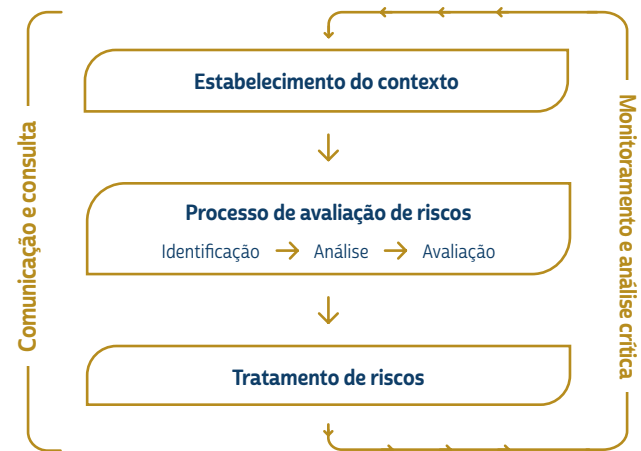 Estabelecimento do contexto
Comunicação e consulta
Processo de avaliação de riscos
Identificação → Análise → Avaliação
Monitoramento e análise crítica
Tratamento de riscos